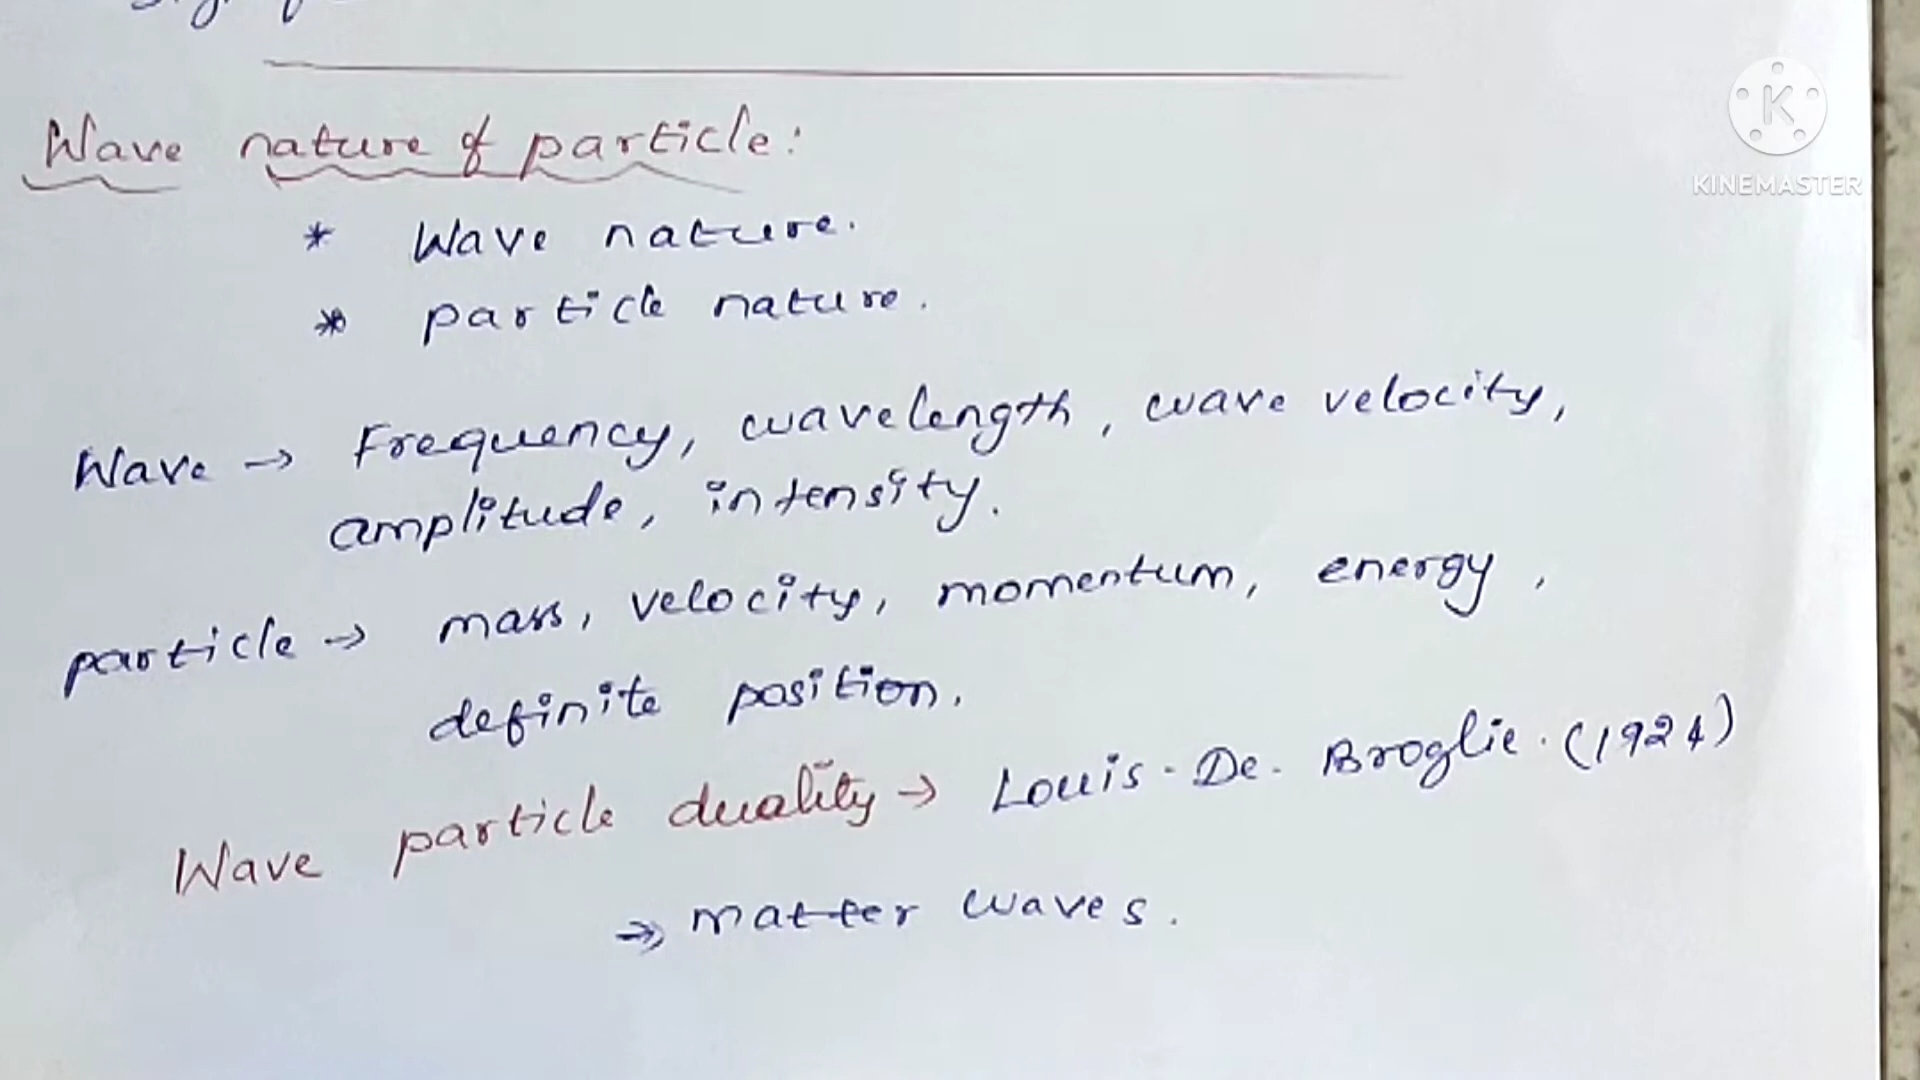 Wave nature of particle:
* Wave nature.
* particle nature.
Wave → Frequency, wavelength, wave velocity,
amplitude, intensity.
particle → mass, velocity, momentum, energy,
definite position.
Wave particle duality → Louis-De-Broglie. (1924)
⇒ matter waves.
KINEMASTER